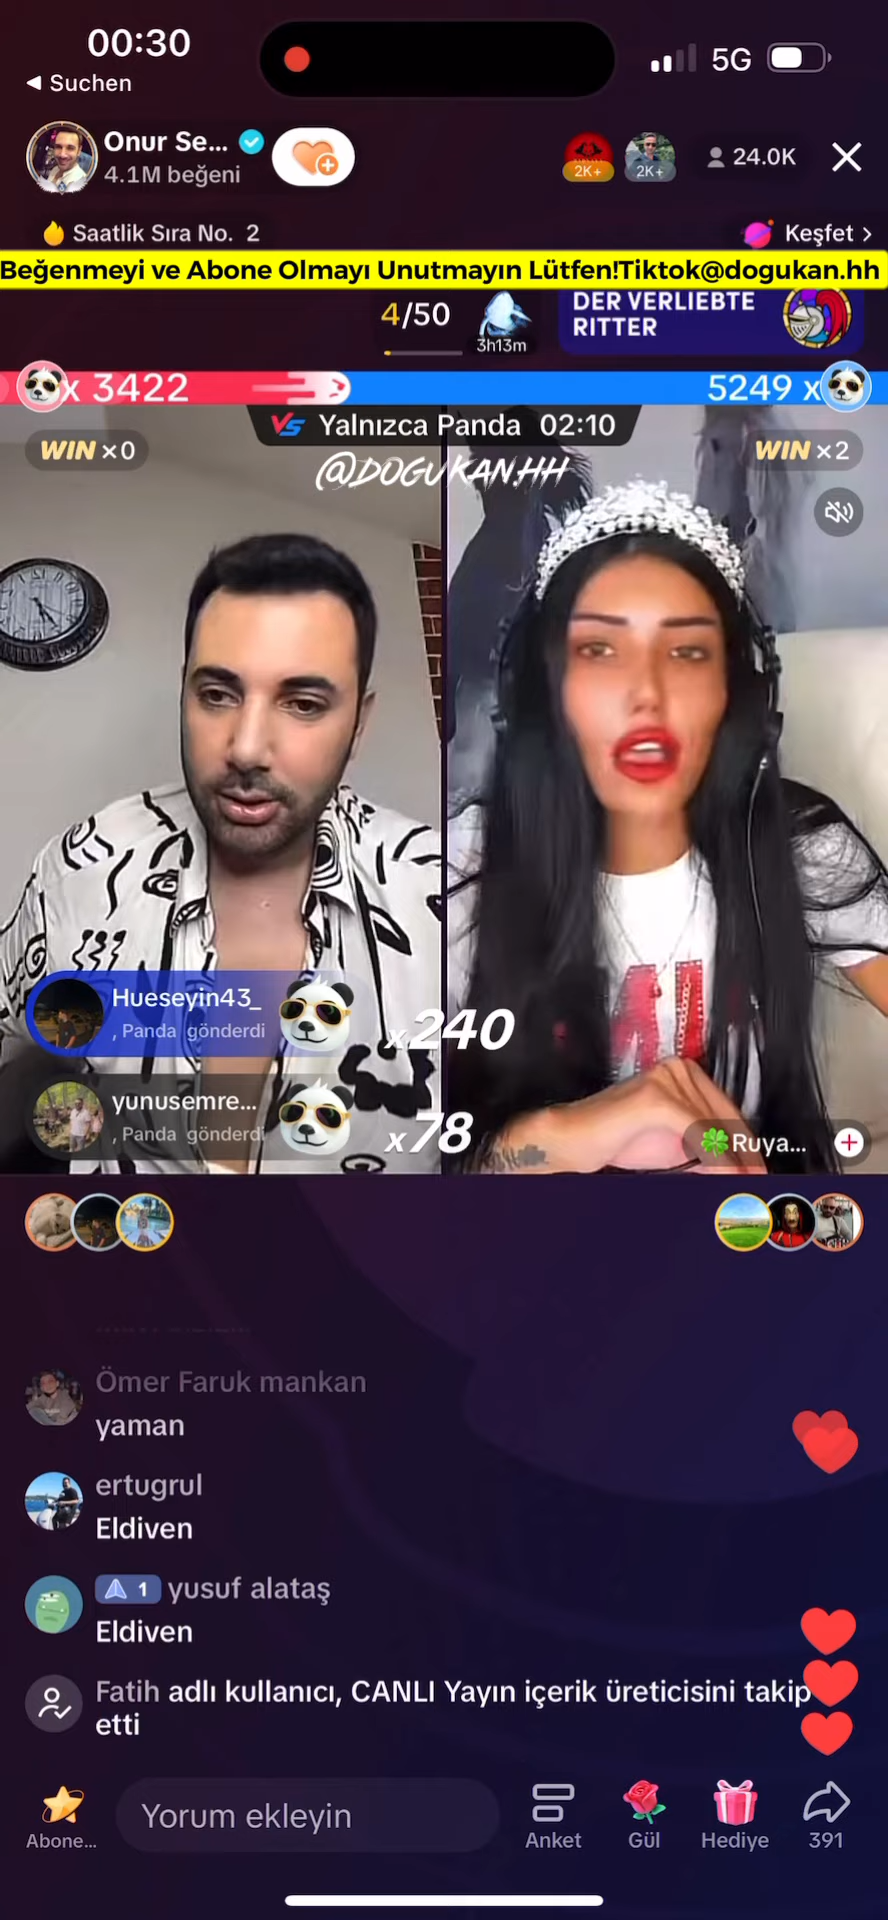 00:30
5G
◀ Suchen
Onur Se...
4.1M beğeni
2K+
2K+
24.0K
Saatlik Sıra No. 2
Keşfet >
Beğenmeyi ve Abone Olmayı Unutmayın Lütfen!Tiktok@dogukan.hh
4/50
3h13m
DER VERLIEBTE
RITTER
x 3422
5249 x
VS Yalnızca Panda 02:10
WIN x0
WIN x2
@DOGUKAN.HH
Hueseyin43_
, Panda gönderdi
x240
yunusemre...
, Panda gönderdi
x78
Ruya...
Ömer Faruk mankan
yaman
ertugrul
Eldiven
1 yusuf alataş
Eldiven
Fatih adlı kullanıcı, CANLI Yayın içerik üreticisini takip
etti
Abone...
Yorum ekleyin
Anket
Gül
Hediye
391